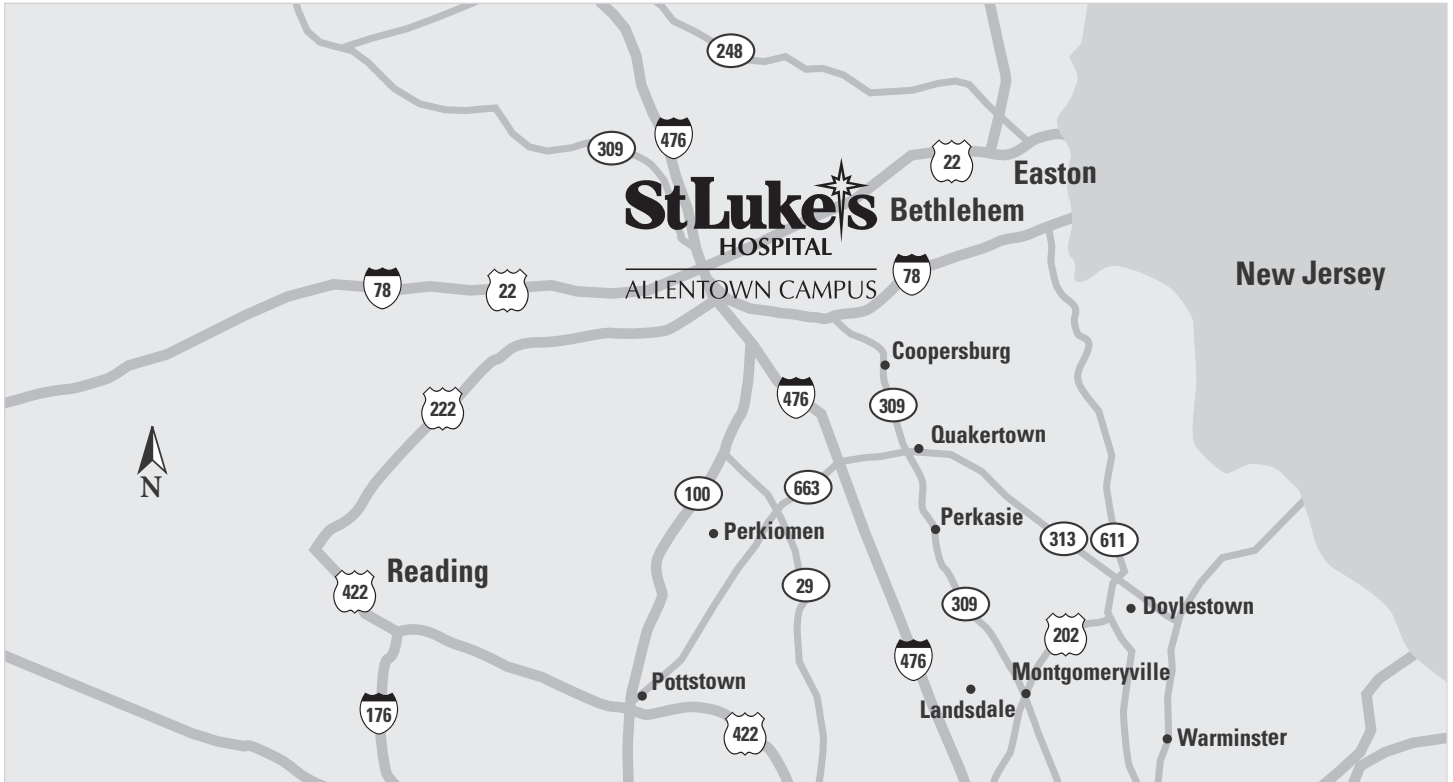 248
309
476
22
Easton
StLuke's
HOSPITAL
ALLENTOWN CAMPUS
Bethlehem
78
22
78
New Jersey
Coopersburg
222
476
309
Quakertown
N
100
663
Perkiomen
Perkasie
313
611
Reading
422
29
309
Doylestown
202
476
Montgomeryville
Pottstown
Landsdale
176
422
Warminster